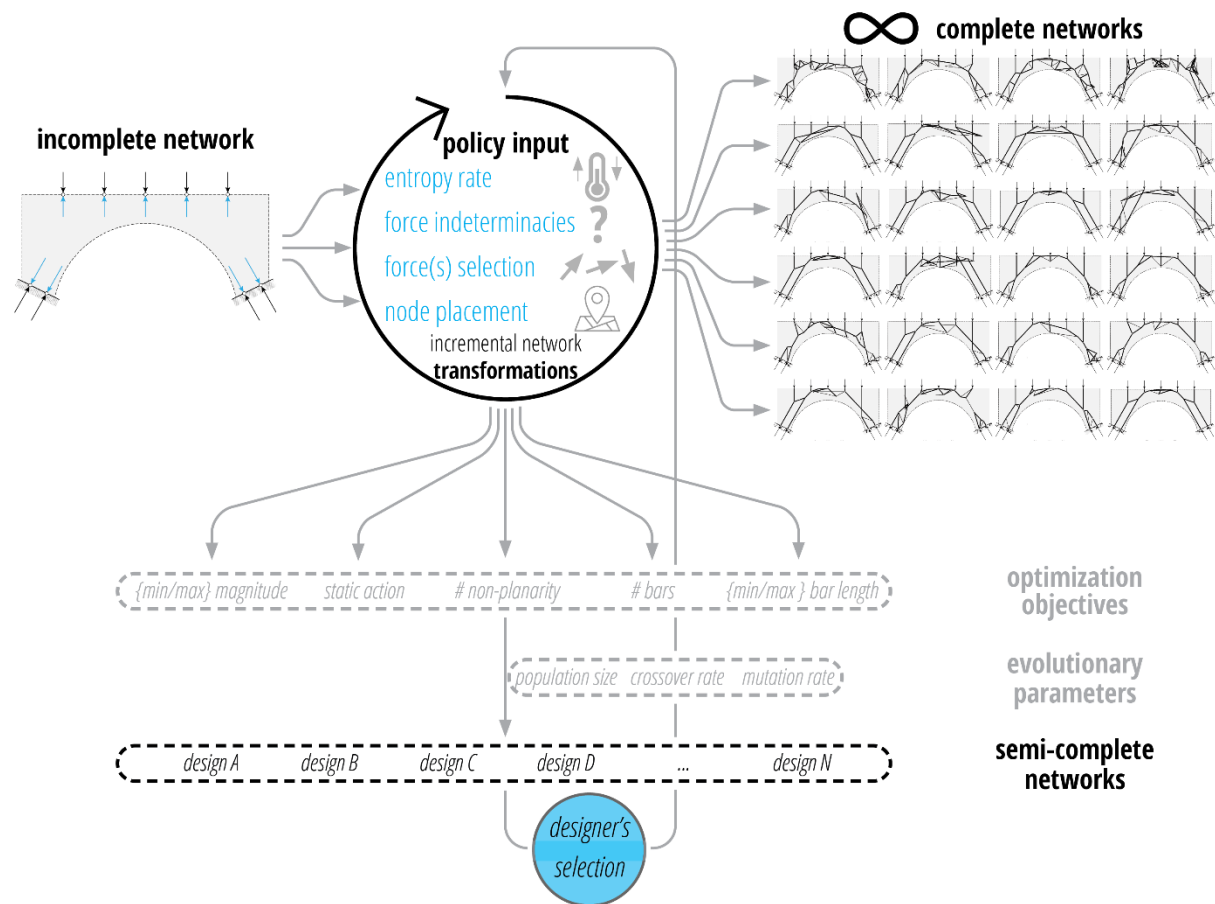 complete networks
incomplete network
policy input
entropy rate
force indeterminacies
?
force(s) selection
node placement
incremental network
transformations
{min/max} magnitude static action # non-planarity # bars {min/max } bar length
optimization
objectives
population size crossover rate mutation rate
evolutionary
parameters
design A design B design C design D ... design N
semi-complete
networks
designer's
selection